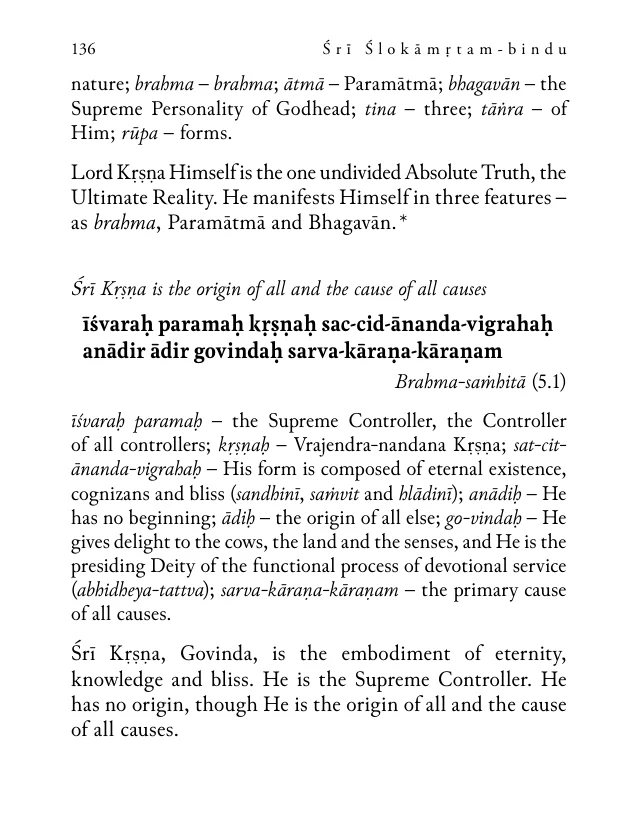 136
Śrī Ślokāmṛtam-bindu
nature; brahma – brahma; ātmā – Paramātmā; bhagavān – the
Supreme Personality of Godhead; tina – three; tāṅra – of
Him; rūpa – forms.
Lord Kṛṣṇa Himself is the one undivided Absolute Truth, the
Ultimate Reality. He manifests Himself in three features –
as brahma, Paramātmā and Bhagavān.*
Śrī Kṛṣṇa is the origin of all and the cause of all causes
īśvaraḥ paramaḥ kṛṣṇaḥ sac-cid-ānanda-vigrahaḥ
anādir ādir govindaḥ sarva-kāraṇa-kāraṇam
Brahma-saṁhitā (5.1)
īśvaraḥ paramaḥ – the Supreme Controller, the Controller
of all controllers; kṛṣṇaḥ – Vrajendra-nandana Kṛṣṇa; sat-cit-
ānanda-vigrahaḥ – His form is composed of eternal existence,
cognizans and bliss (sandhinī, saṁvit and hlādinī); anādiḥ – He
has no beginning; ādiḥ – the origin of all else; go-vindaḥ – He
gives delight to the cows, the land and the senses, and He is the
presiding Deity of the functional process of devotional service
(abhidheya-tattva); sarva-kāraṇa-kāraṇam – the primary cause
of all causes.
Śrī Kṛṣṇa, Govinda, is the embodiment of eternity,
knowledge and bliss. He is the Supreme Controller. He
has no origin, though He is the origin of all and the cause
of all causes.